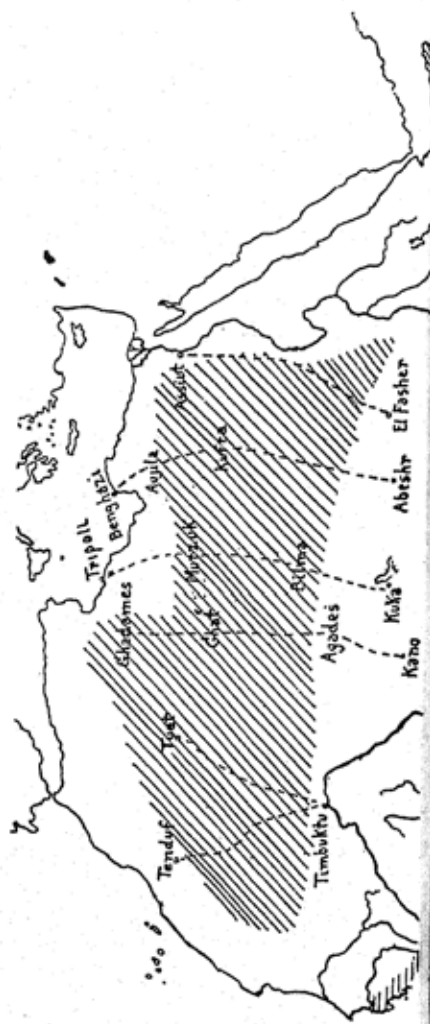 Tripoli
Benghazi
Ghadames
Murzuk
Aujila
Assiut
Tuat
Ghat
Kufra
Tenduf
Bilma
Timbuktu
Agades
Kano
Kuka
Abeshr
El Fasher